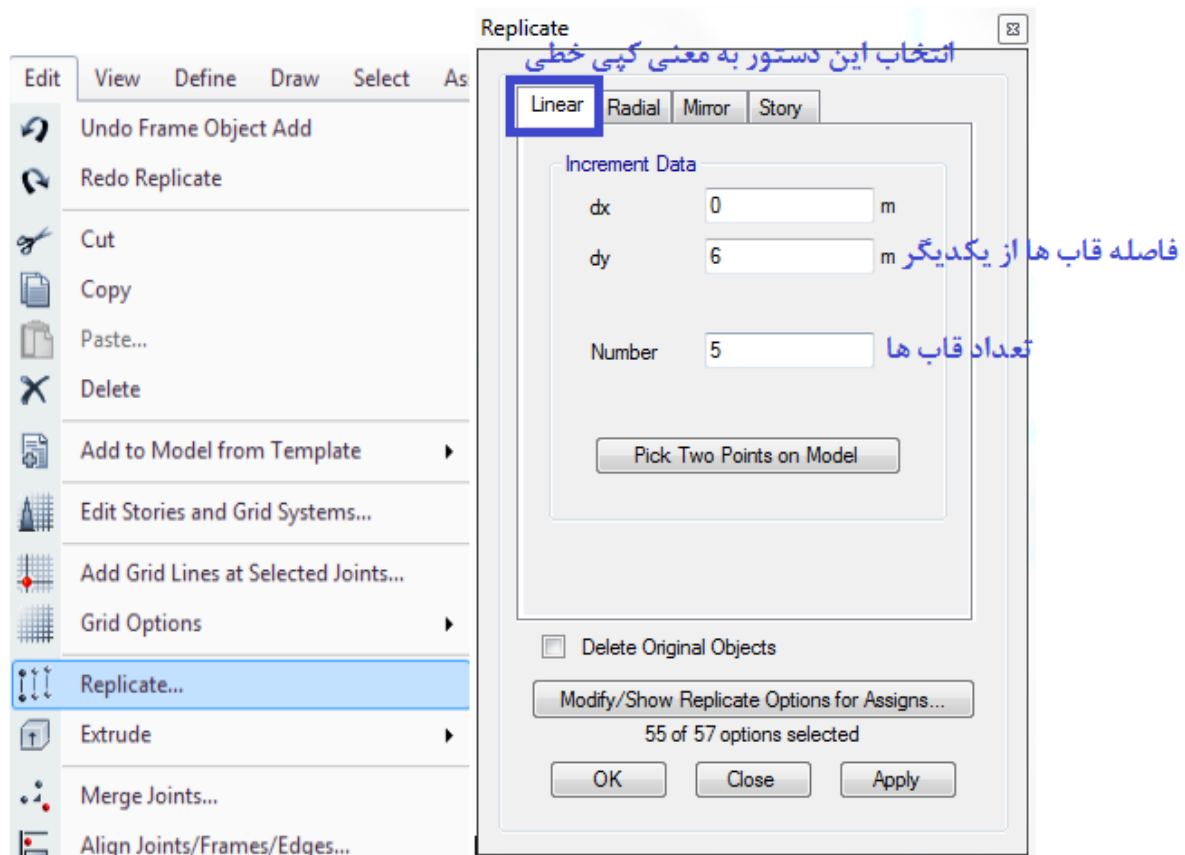 Edit View Define Draw Select As
Undo Frame Object Add
Redo Replicate
Cut
Copy
Paste...
Delete
Add to Model from Template
Edit Stories and Grid Systems...
Add Grid Lines at Selected Joints...
Grid Options
Replicate...
Extrude
Merge Joints...
Align Joints/Frames/Edges...
Replicate
انتخاب این دستور به معنی کپی خطی
Linear Radial Mirror Story
Increment Data
dx 0 m
dy 6 m فاصله قاب ها از یکدیگر
Number 5 تعداد قاب ها
Pick Two Points on Model
Delete Original Objects
Modify/Show Replicate Options for Assigns...
55 of 57 options selected
OK Close Apply